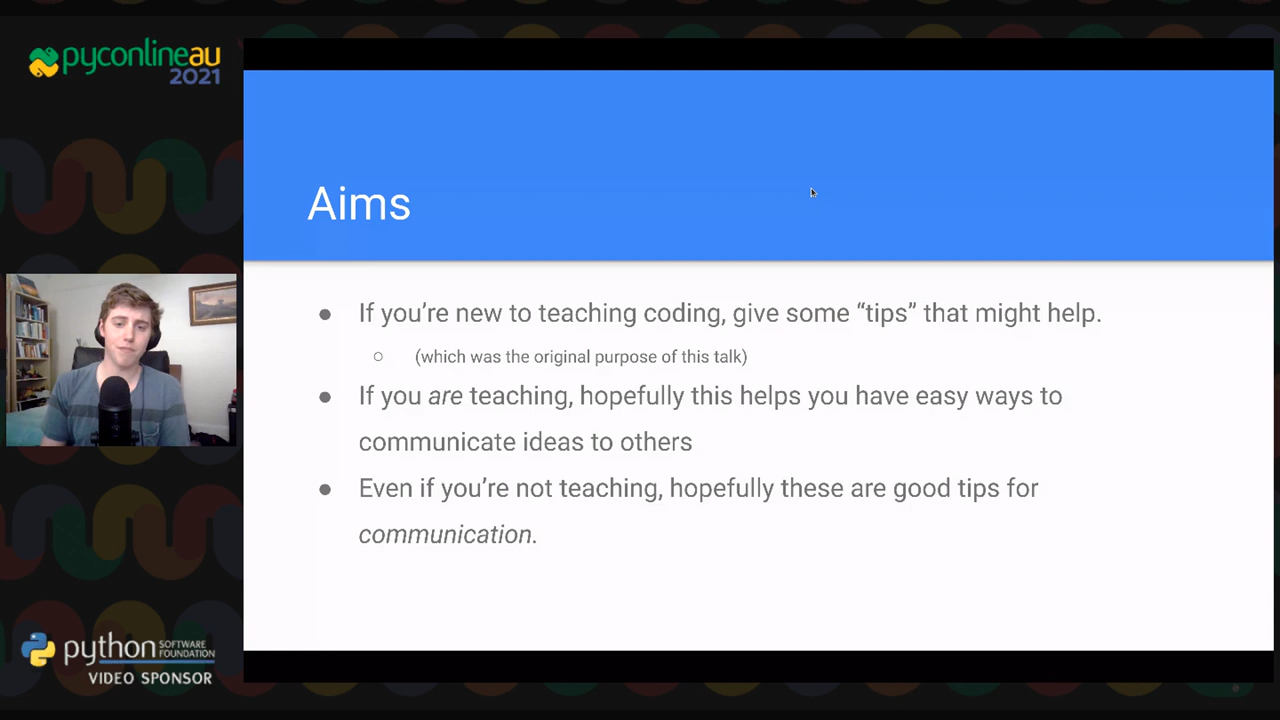 pyconlineau
2021
Aims
● If you’re new to teaching coding, give some “tips” that might help.
○ (which was the original purpose of this talk)
● If you are teaching, hopefully this helps you have easy ways to
communicate ideas to others
● Even if you’re not teaching, hopefully these are good tips for
communication.
python SOFTWARE
FOUNDATION
VIDEO SPONSOR